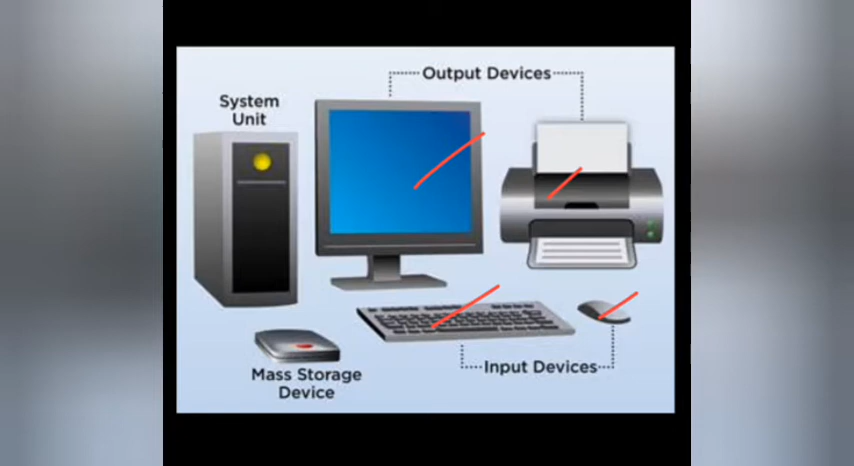 Output Devices
System
Unit
Input Devices
Mass Storage
Device